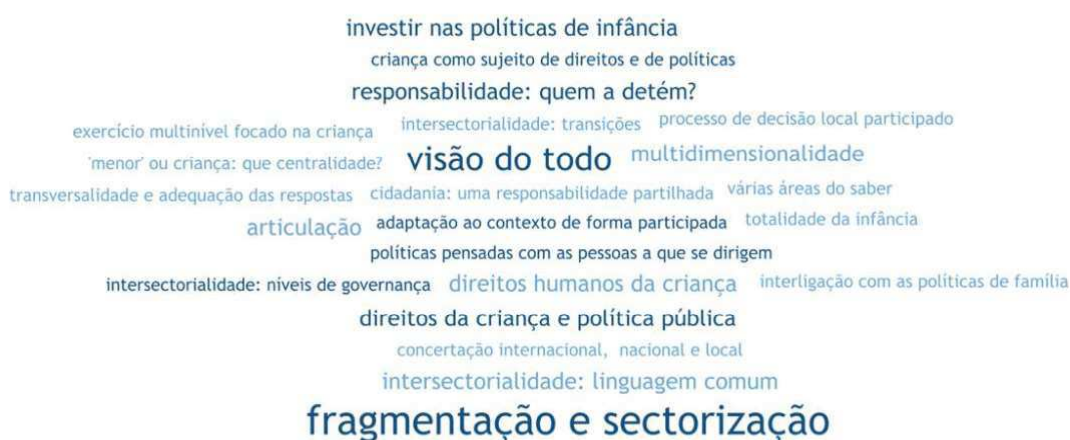 investir nas políticas de infância
criança como sujeito de direitos e de políticas
responsabilidade: quem a detém?
exercício multinível focado na criança intersectorialidade: transições processo de decisão local participado
'menor' ou criança: que centralidade? visão do todo multidimensionalidade
transversalidade e adequação das respostas cidadania: uma responsabilidade partilhada várias áreas do saber
articulação adaptação ao contexto de forma participada totalidade da infância
políticas pensadas com as pessoas a que se dirigem
intersectorialidade: níveis de governança direitos humanos da criança interligação com as políticas de família
direitos da criança e política pública
concertação internacional, nacional e local
intersectorialidade: linguagem comum
fragmentação e sectorização